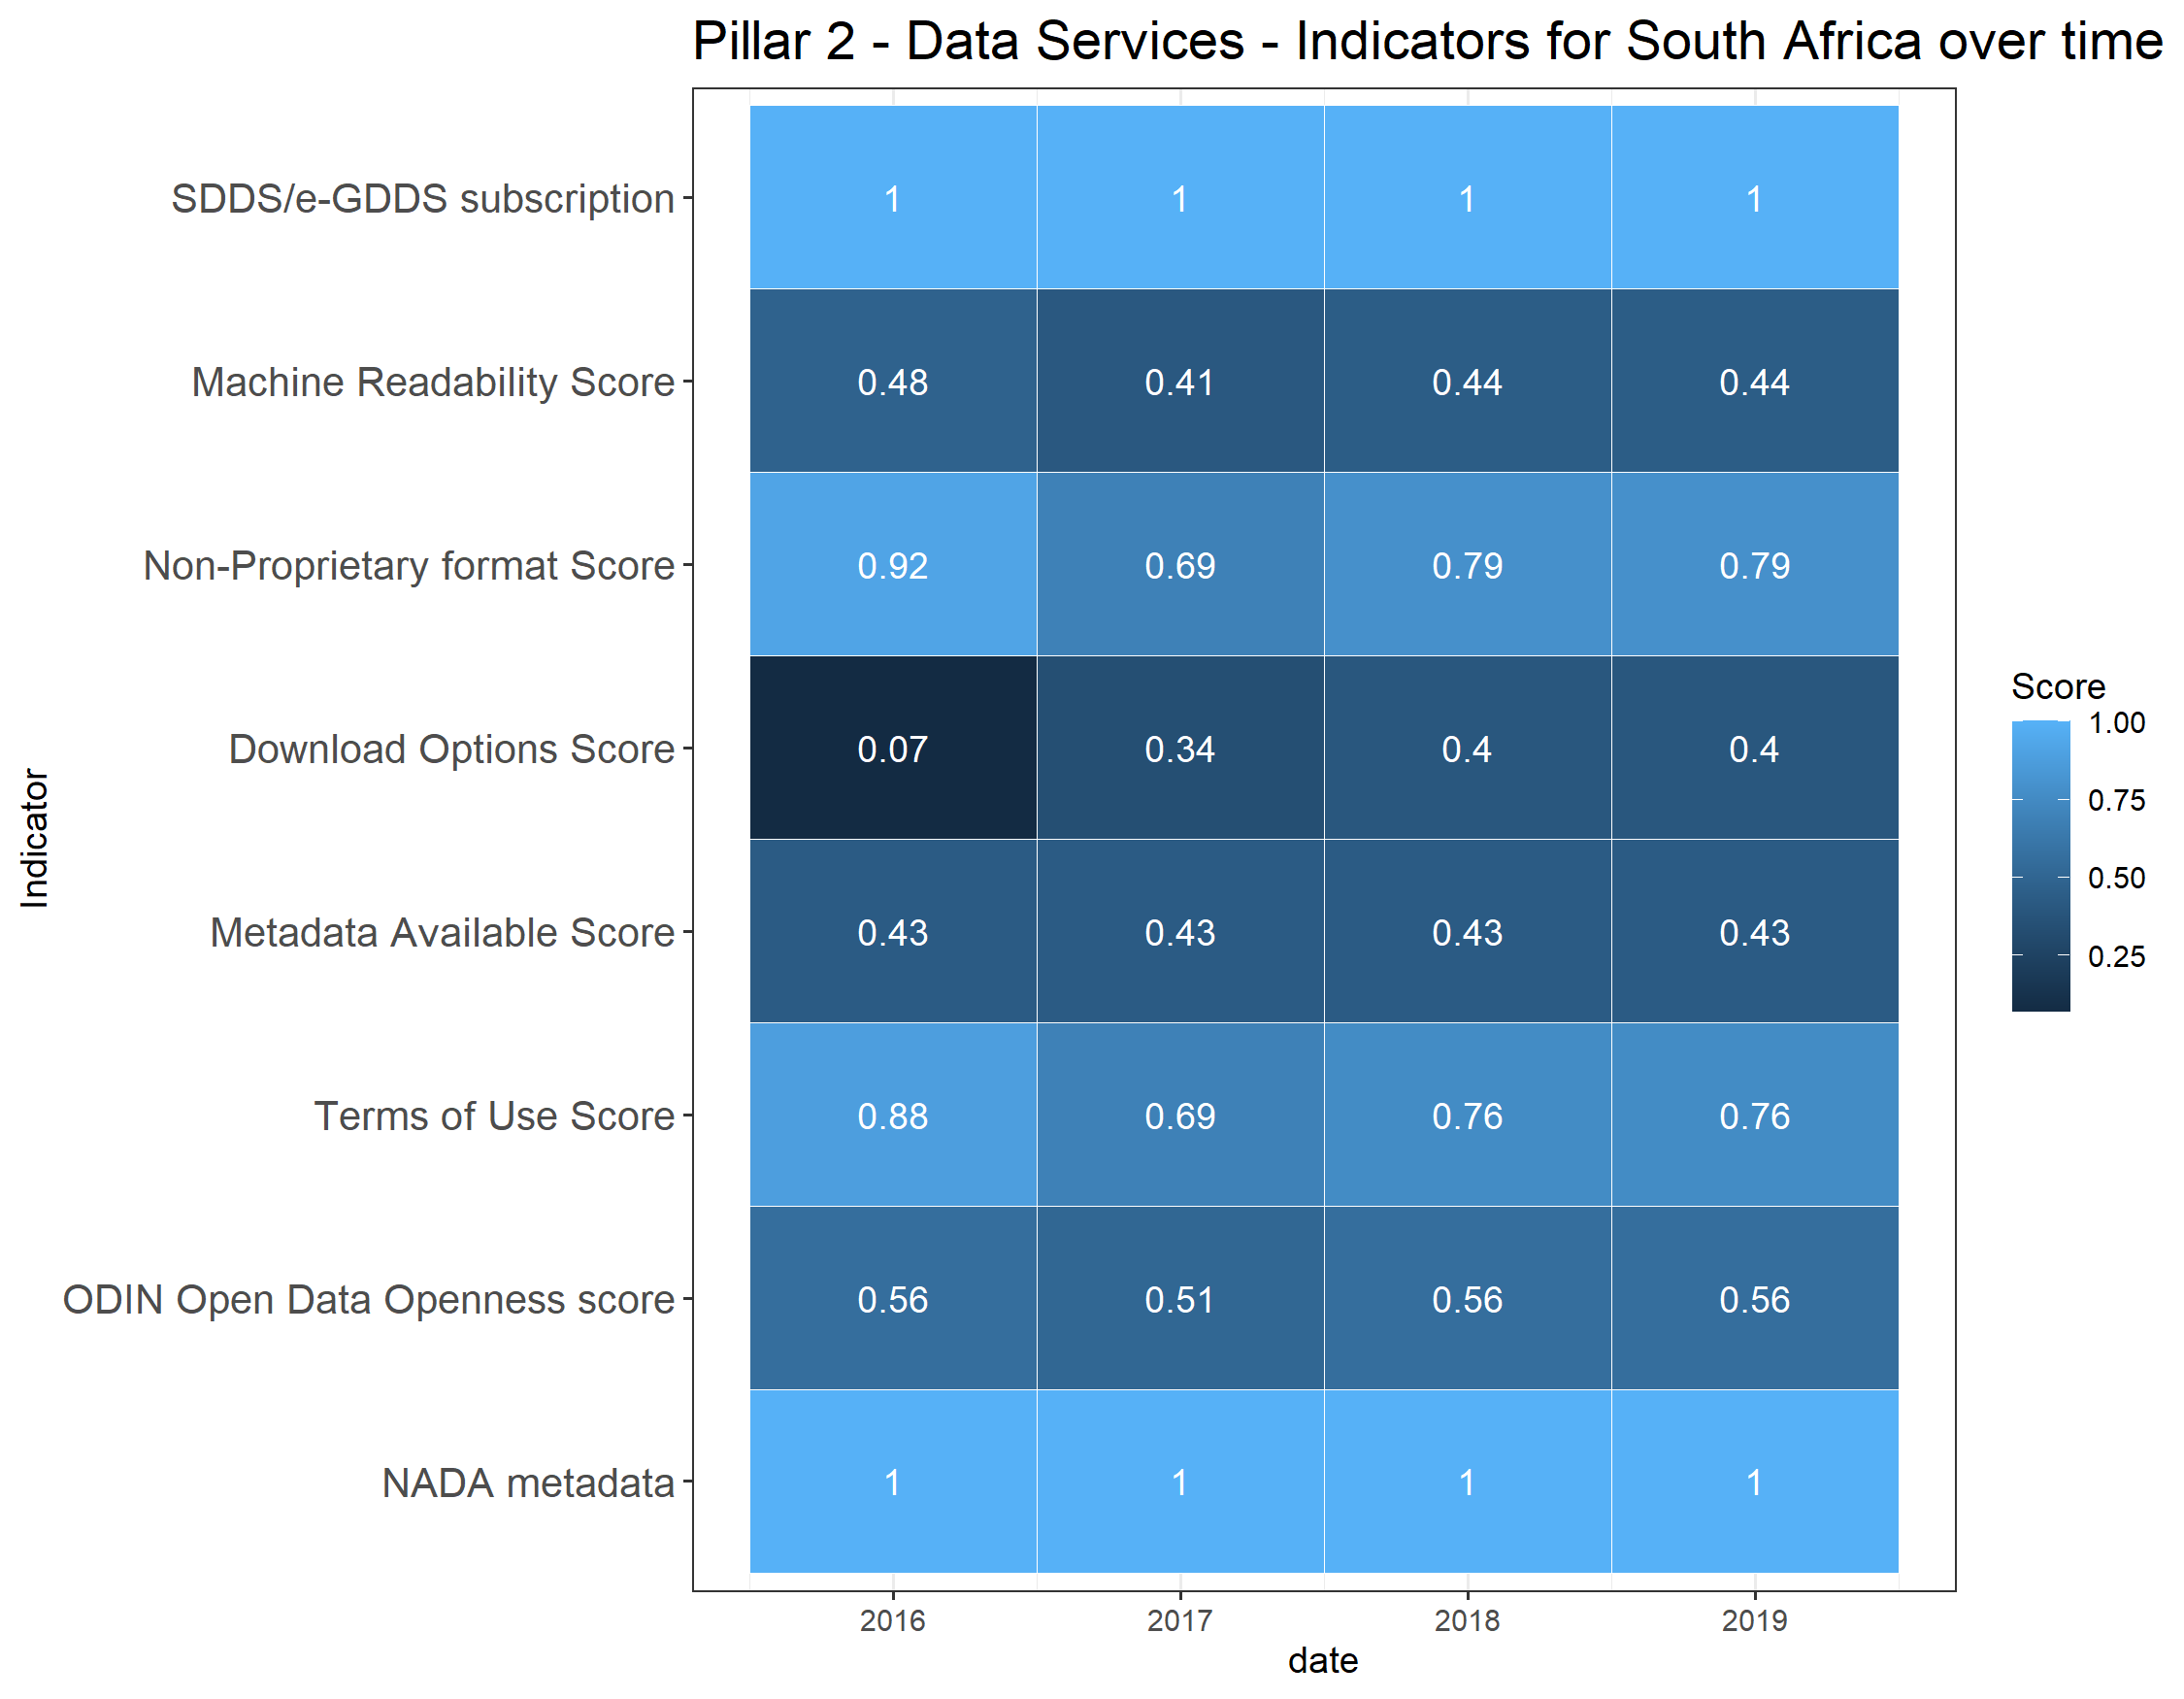 Pillar 2 - Data Services - Indicators for South Africa over time
SDDS/e-GDDS subscription 1 1 1 1
Machine Readability Score 0.48 0.41 0.44 0.44
Non-Proprietary format Score 0.92 0.69 0.79 0.79
Download Options Score 0.07 0.34 0.4 0.4
Metadata Available Score 0.43 0.43 0.43 0.43
Terms of Use Score 0.88 0.69 0.76 0.76
ODIN Open Data Openness score 0.56 0.51 0.56 0.56
NADA metadata 1 1 1 1
2016 2017 2018 2019
date
Indicator
Score
1.00
0.75
0.50
0.25